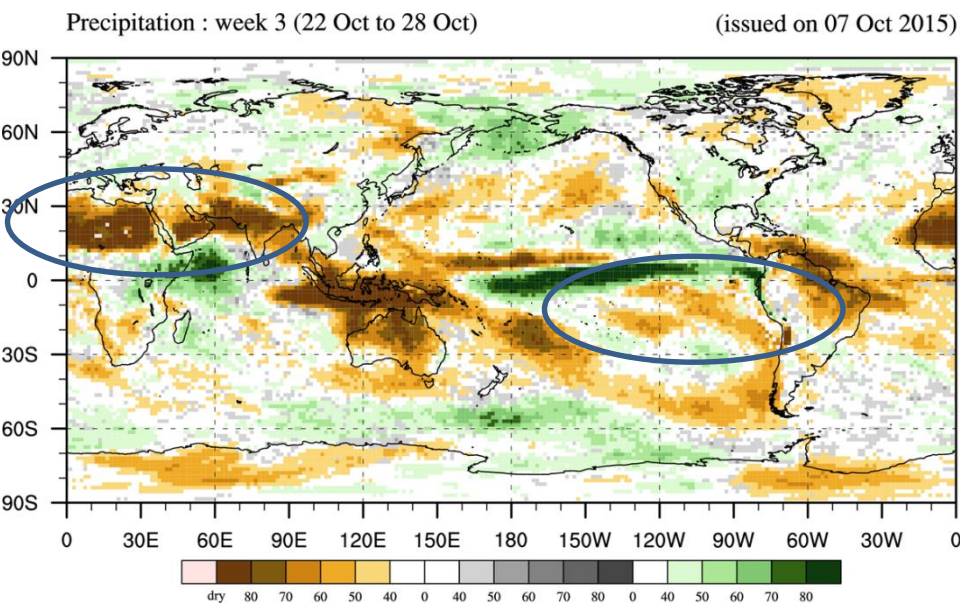 Precipitation : week 3 (22 Oct to 28 Oct) (issued on 07 Oct 2015)
90N
60N
30N
0
30S
60S
90S
0 30E 60E 90E 120E 150E 180 150W 120W 90W 60W 30W 0
dry 80 70 60 50 40 0 40 50 60 70 80 0 40 50 60 70 80